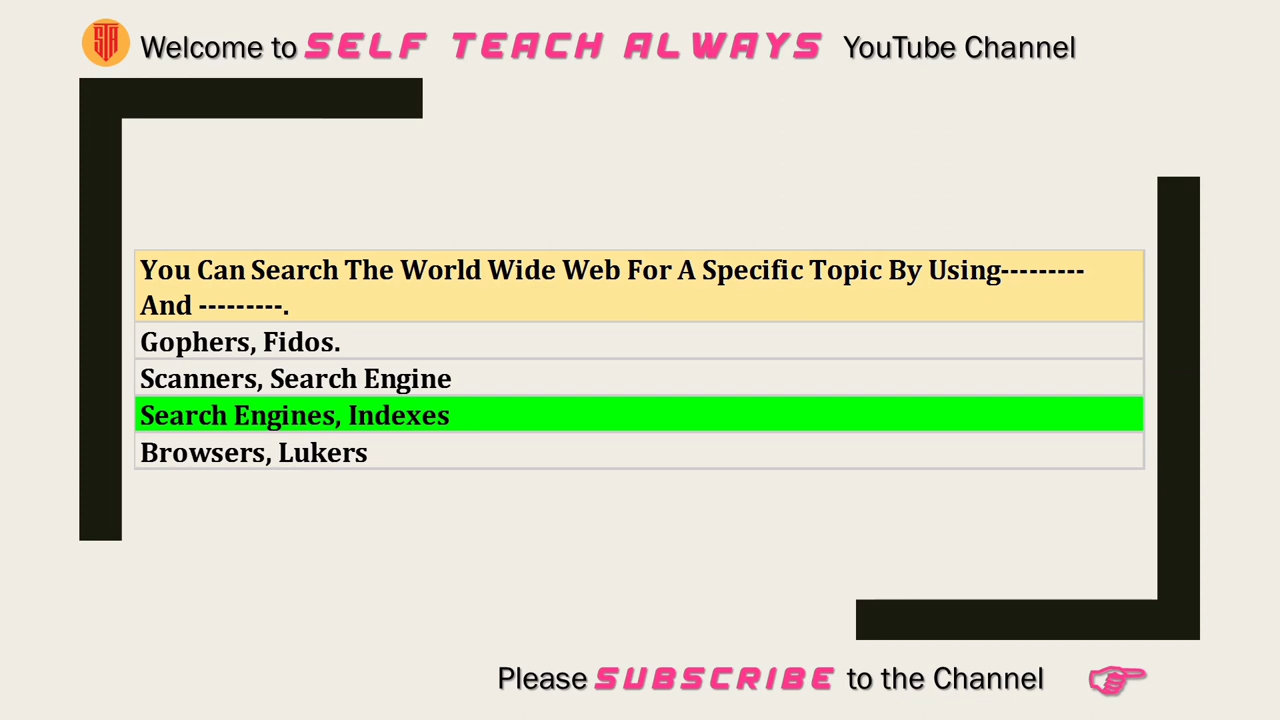 Welcome to SELF TEACH ALWAYS YouTube Channel
You Can Search The World Wide Web For A Specific Topic By Using---------
And ---------.
Gophers, Fidos.
Scanners, Search Engine
Search Engines, Indexes
Browsers, Lukers
Please SUBSCRIBE to the Channel